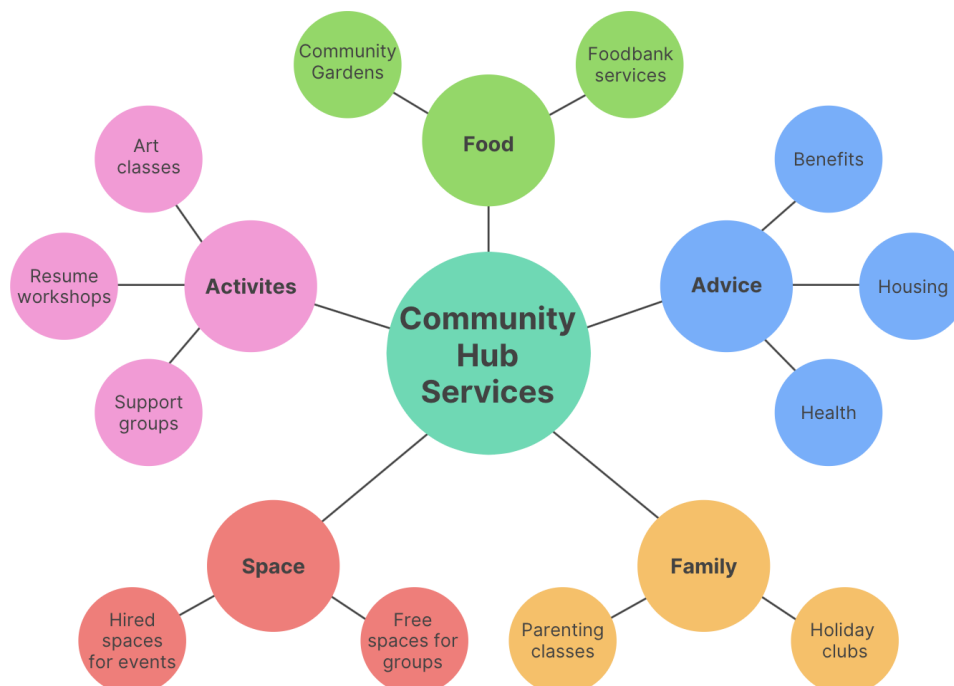 Community
Gardens
Foodbank
services
Food
Art
classes
Benefits
Resume
workshops
Activites
Advice
Housing
Community
Hub
Services
Support
groups
Health
Space
Family
Hired
spaces
for events
Free
spaces for
groups
Parenting
classes
Holiday
clubs